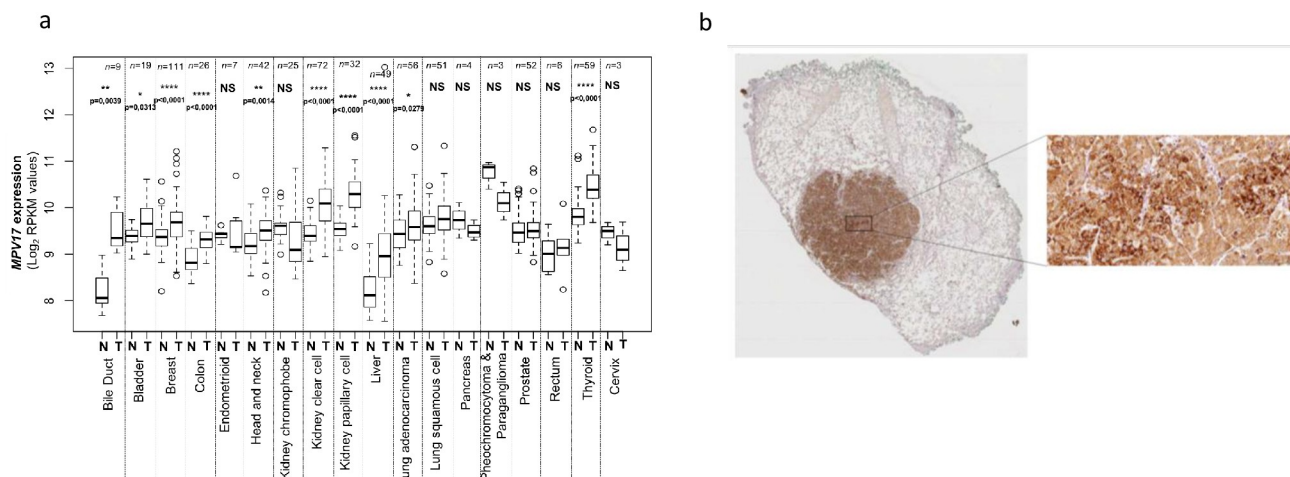 a
b
MPV17 expression
(Log2 RPKM values)
13
12
11
10
9
8
n=9 n=19 n=111 n=26 n=7 n=42 n=25 n=72 n=32 n=49 n=56 n=51 n=4 n=3 n=52 n=6 n=59 n=3
** * **** **** NS ** NS **** **** **** * NS NS NS NS NS **** NS
p=0,0039 p=0,0313 p<0,0001 p<0,0001 p=0,0014 p<0,0001 p<0,0001 p<0,0001 p=0,0279 p<0,0001
N T N T N T N T N T N T N T N T N T N T N T N T N T N T N T N T N T N T
Bile Duct
Bladder
Breast
Colon
Endometrioid
Head and neck
Kidney chromophobe
Kidney clear cell
Kidney papillary cell
Liver
Lung adenocarcinoma
Lung squamous cell
Pancreas
Pheochromocytoma &
Paraganglioma
Prostate
Rectum
Thyroid
Cervix